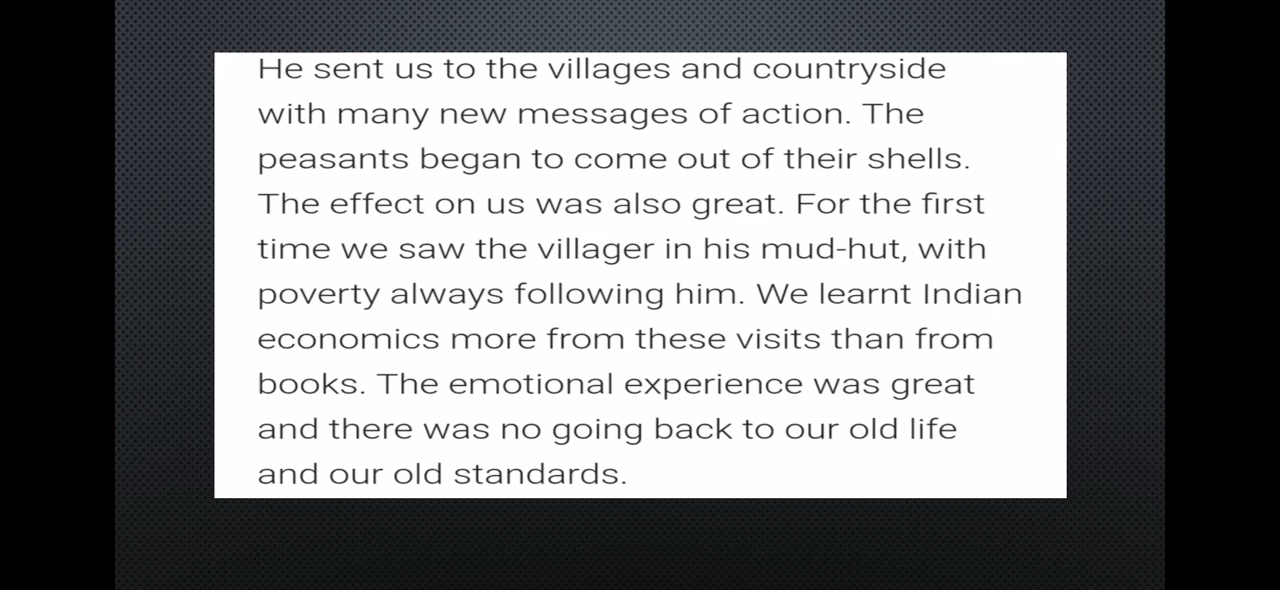 He sent us to the villages and countryside
with many new messages of action. The
peasants began to come out of their shells.
The effect on us was also great. For the first
time we saw the villager in his mud-hut, with
poverty always following him. We learnt Indian
economics more from these visits than from
books. The emotional experience was great
and there was no going back to our old life
and our old standards.